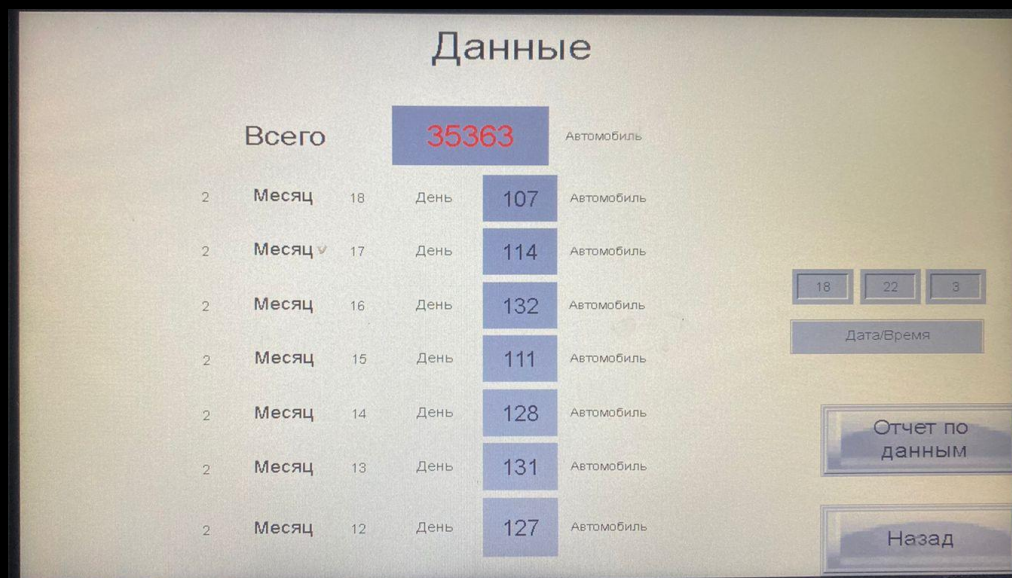 Данные
Всего 35363 Автомобиль
2 Месяц 18 День 107 Автомобиль
2 Месяц v 17 День 114 Автомобиль
2 Месяц 16 День 132 Автомобиль
2 Месяц 15 День 111 Автомобиль
2 Месяц 14 День 128 Автомобиль
2 Месяц 13 День 131 Автомобиль
2 Месяц 12 День 127 Автомобиль
18 22 3
Дата/Время
Отчет по
данным
Назад